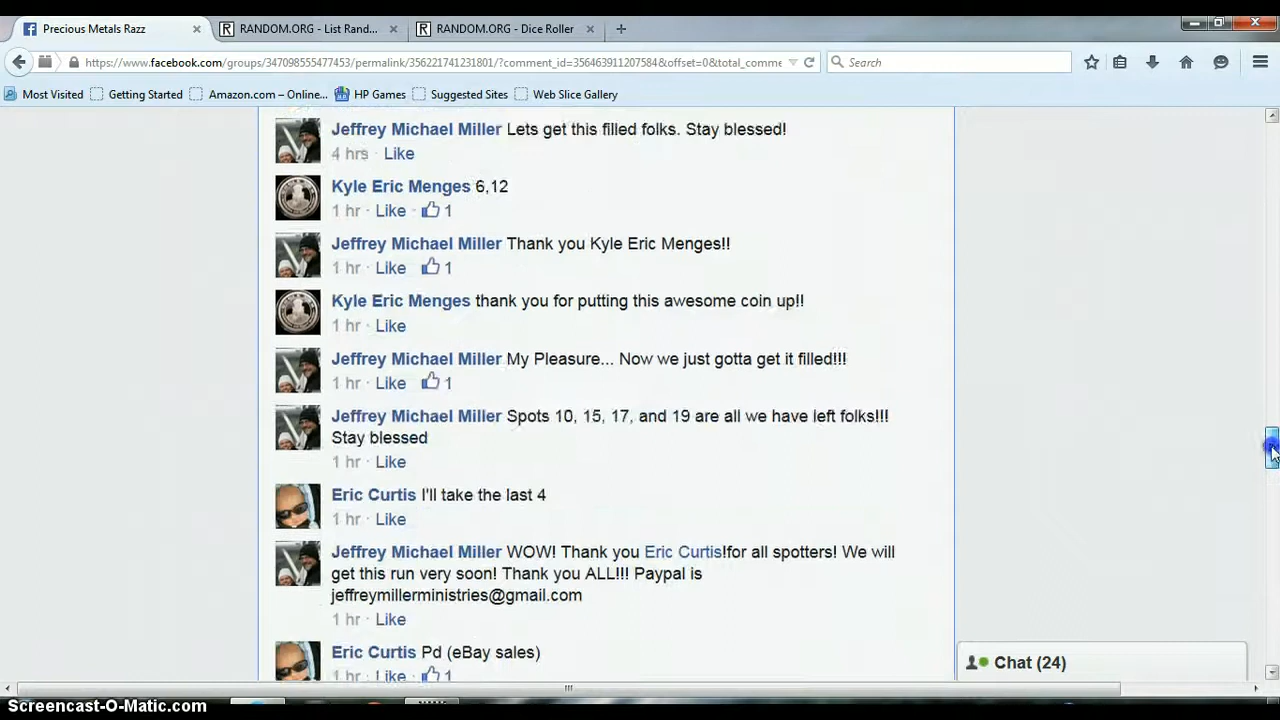 Precious Metals Razz
RANDOM.ORG - List Rand...
RANDOM.ORG - Dice Roller
https://www.facebook.com/groups/347098555477453/permalink/356221741231801/?comment_id=356463911207584&offset=0&total_comme
Search
Most Visited
Getting Started
Amazon.com – Online...
HP Games
Suggested Sites
Web Slice Gallery
Jeffrey Michael Miller Lets get this filled folks. Stay blessed!
4 hrs · Like
Kyle Eric Menges 6,12
1 hr · Like · 1
Jeffrey Michael Miller Thank you Kyle Eric Menges!!
1 hr · Like 1
Kyle Eric Menges thank you for putting this awesome coin up!!
1 hr · Like
Jeffrey Michael Miller My Pleasure... Now we just gotta get it filled!!!
1 hr · Like 1
Jeffrey Michael Miller Spots 10, 15, 17, and 19 are all we have left folks!!!
Stay blessed
1 hr · Like
Eric Curtis I'll take the last 4
1 hr · Like
Jeffrey Michael Miller WOW! Thank you Eric Curtis!for all spotters! We will
get this run very soon! Thank you ALL!!! Paypal is
jeffreymillerministries@gmail.com
1 hr · Like
Eric Curtis Pd (eBay sales)
1 hr · Like · 1
Chat (24)
Screencast-O-Matic.com